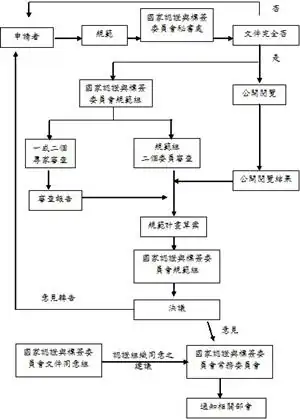 否
申請者
規範
國家認證與標簽
委員會秘書處
文件完全否
是
國家認證與標簽
委員會規範組
公開閱覽
一或二個
專家審查
規範組
二個委員審查
審查報告
公開閱覽結果
規範計畫草案
國家認證與標簽委
員會規範組
意見轉告
決議
意見
國家認證與標簽委
員會文件同意組
認證組織同意之
建議
國家認證與標簽委
員會常務委員會
通知相關部會